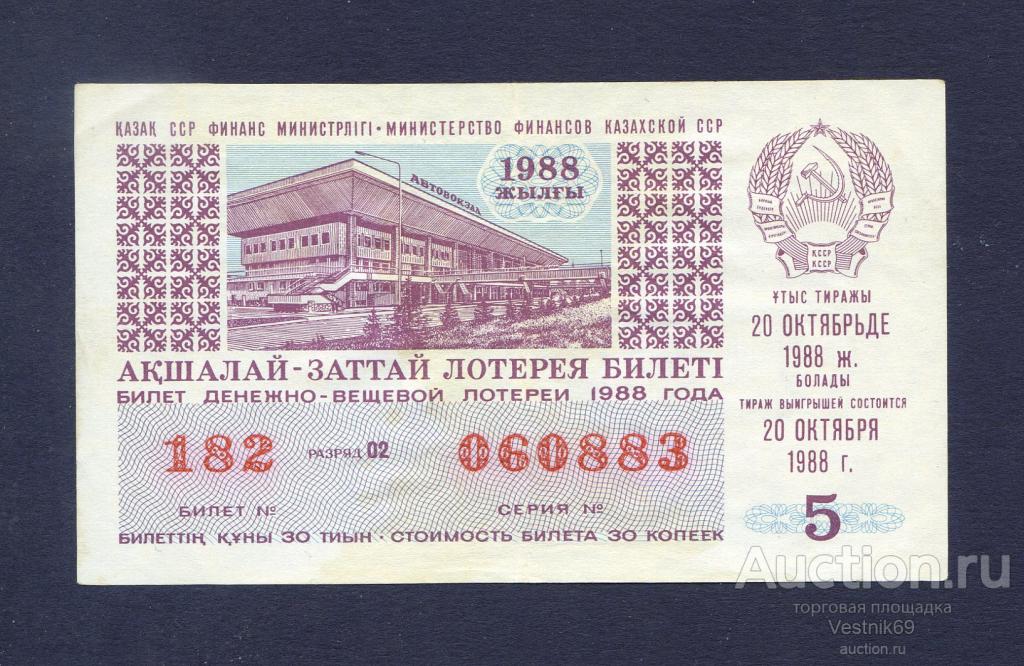 ҚАЗАҚ ССР ФИНАНС МИНИСТРЛІГІ • МИНИСТЕРСТВО ФИНАНСОВ КАЗАХСКОЙ ССР
АВТОВОКЗАЛ
1988
ЖЫЛҒЫ
АҚШАЛАЙ-ЗАТТАЙ ЛОТЕРЕЯ БИЛЕТІ
БИЛЕТ ДЕНЕЖНО-ВЕЩЕВОЙ ЛОТЕРЕИ 1988 ГОДА
182 РАЗРЯД 02 060883
БИЛЕТ № СЕРИЯ №
БИЛЕТТІҢ ҚҰНЫ 30 ТИЫН • СТОИМОСТЬ БИЛЕТА 30 КОПЕЕК
ҚССР
КССР
ҰТЫС ТИРАЖЫ
20 ОКТЯБРЬДЕ
1988 ж.
БОЛАДЫ
ТИРАЖ ВЫИГРЫШЕЙ СОСТОИТСЯ
20 ОКТЯБРЯ
1988 г.
5
Auction.ru
торговая площадка
Vestnik69
auction.ru